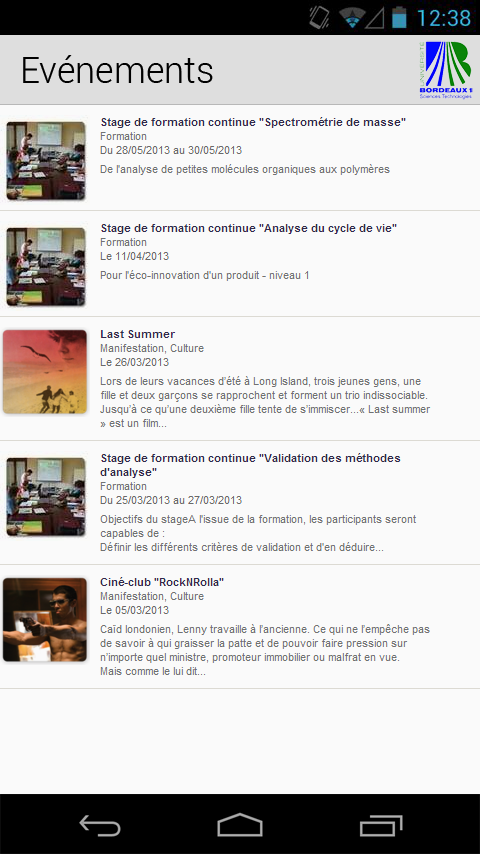 12:38
Evénements
UNIVERSITÉ
BORDEAUX 1
Sciences Technologies
Stage de formation continue "Spectrométrie de masse"
Formation
Du 28/05/2013 au 30/05/2013
De l'analyse de petites molécules organiques aux polymères
Stage de formation continue "Analyse du cycle de vie"
Formation
Le 11/04/2013
Pour l'éco-innovation d'un produit - niveau 1
Last Summer
Manifestation, Culture
Le 26/03/2013
Lors de leurs vacances d'été à Long Island, trois jeunes gens, une
fille et deux garçons se rapprochent et forment un trio indissociable.
Jusqu'à ce qu'une deuxième fille tente de s'immiscer...« Last summer
» est un film...
Stage de formation continue "Validation des méthodes
d'analyse"
Formation
Du 25/03/2013 au 27/03/2013
Objectifs du stageA l'issue de la formation, les participants seront
capables de :
Définir les différents critères de validation et d'en déduire...
Ciné-club "RockNRolla"
Manifestation, Culture
Le 05/03/2013
Caïd londonien, Lenny travaille à l'ancienne. Ce qui ne l'empêche pas
de savoir à qui graisser la patte et de pouvoir faire pression sur
n'importe quel ministre, promoteur immobilier ou malfrat en vue.
Mais comme le lui dit...